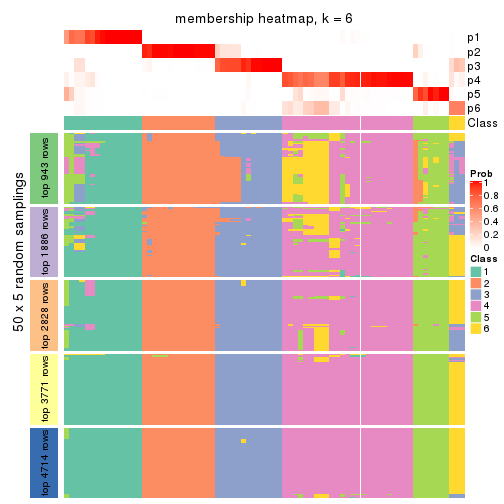 membership heatmap, k = 6
p1
p2
p3
p4
p5
p6
Class
50 x 5 random samplings
top 943 rows
top 1886 rows
top 2828 rows
top 3771 rows
top 4714 rows
Prob
1
0.8
0.6
0.4
0.2
0
Class
1
2
3
4
5
6